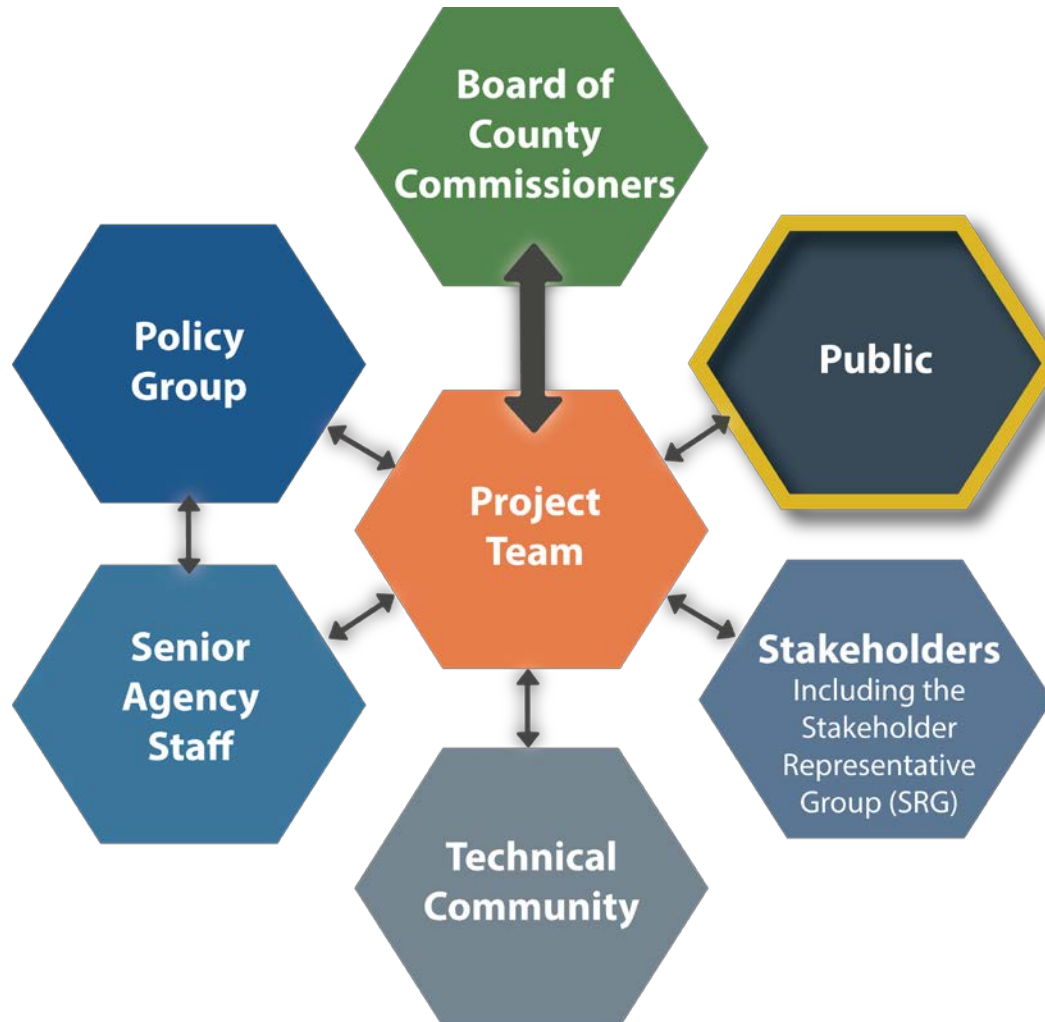 Board of
County
Commissioners
Policy
Group
Public
Project
Team
Senior
Agency
Staff
Stakeholders
Including the
Stakeholder
Representative
Group (SRG)
Technical
Community